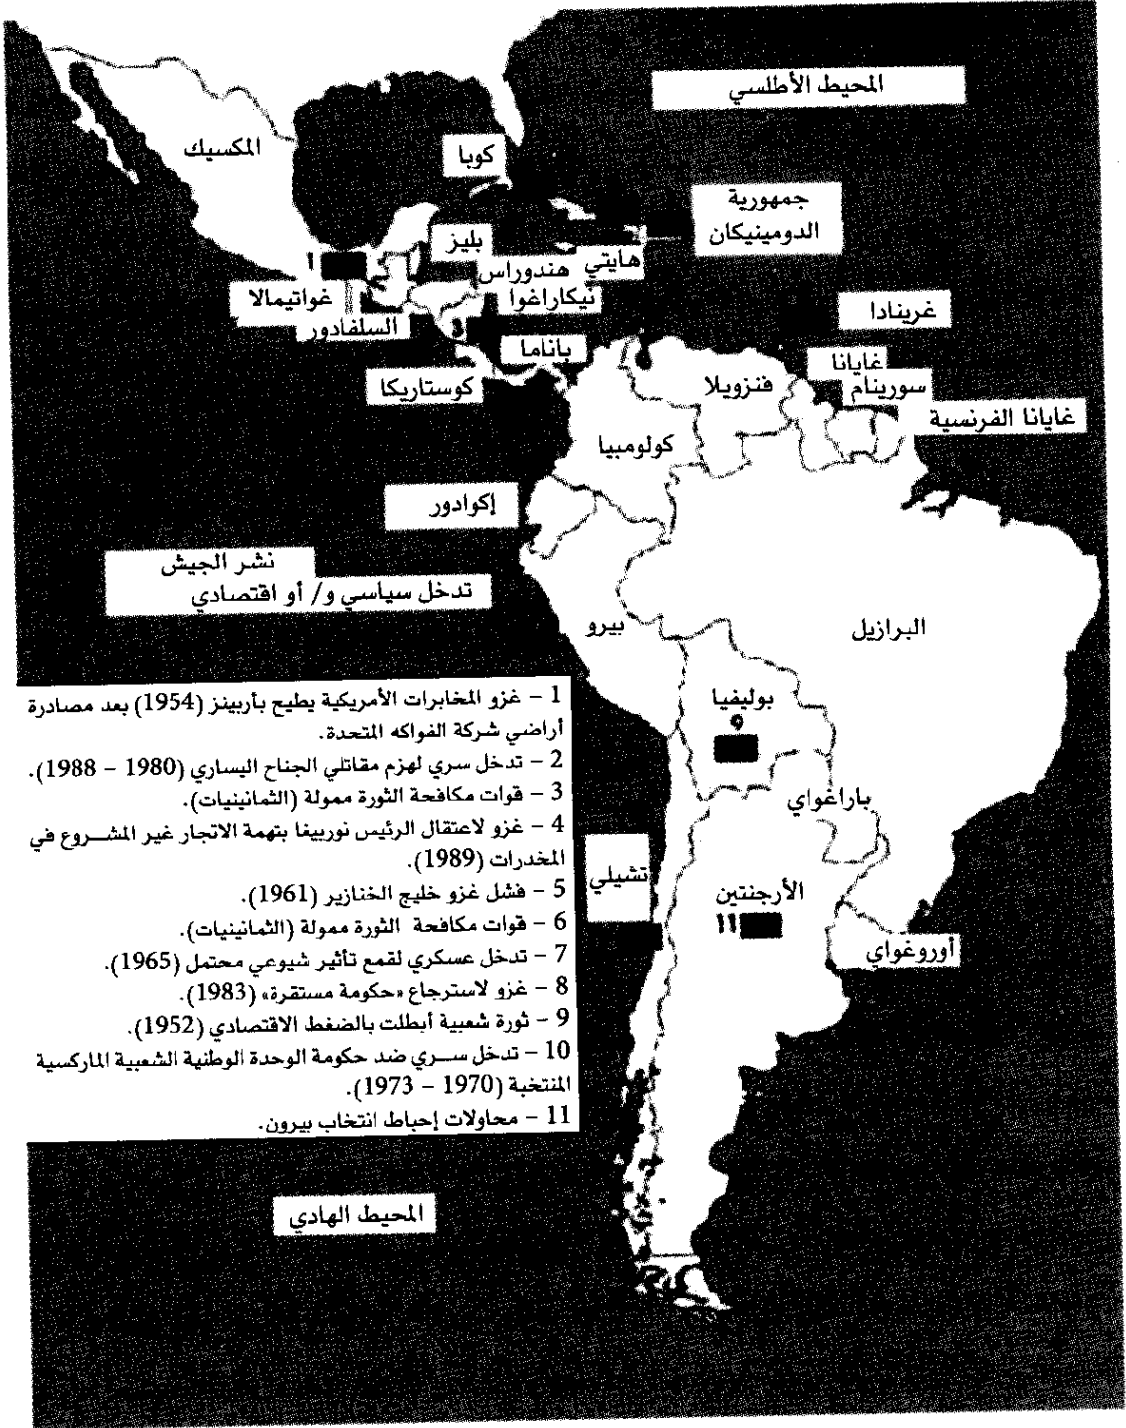 المحيط الأطلسي
المكسيك
كوبا
جمهورية
الدومينيكان
بليز
هايتي
هندوراس
1
غواتيمالا
نيكاراغوا
السلفادور
3
غرينادا
باناما
كوستاريكا
غايانا
فنزويلا
سورينام
غايانا الفرنسية
كولومبيا
إكوادور
نشر الجيش
تدخل سياسي و/ أو اقتصادي
بيرو
البرازيل
بوليفيا
9
باراغواي
تشيلي
الأرجنتين
11
أوروغواي
1 – غزو المخابرات الأمريكية يطيح بأربينز (1954) بعد مصادرة
أراضي شركة الفواكه المتحدة.
2 – تدخل سري لهزم مقاتلي الجناح اليساري (1980 – 1988).
3 – قوات مكافحة الثورة ممولة (الثمانينيات).
4 – غزو لاعتقال الرئيس نورييغا بتهمة الاتجار غير المشروع في
المخدرات (1989).
5 – فشل غزو خليج الخنازير (1961).
6 – قوات مكافحة الثورة ممولة (الثمانينيات).
7 – تدخل عسكري لقمع تأثير شيوعي محتمل (1965).
8 – غزو لاسترجاع «حكومة مستقرة» (1983).
9 – ثورة شعبية أبطلت بالضغط الاقتصادي (1952).
10 – تدخل سري ضد حكومة الوحدة الوطنية الشعبية الماركسية
المنتخبة (1970 – 1973).
11 – محاولات إحباط انتخاب بيرون.
المحيط الهادي